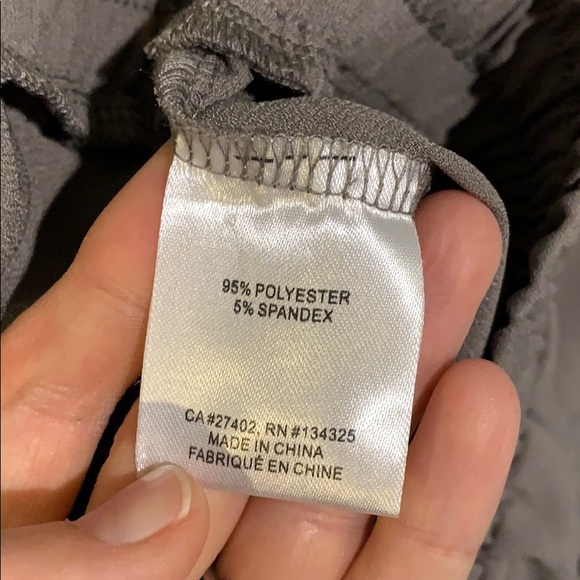 95% POLYESTER
5% SPANDEX
CA #27402, RN #134325
MADE IN CHINA
FABRIQUÉ EN CHINE